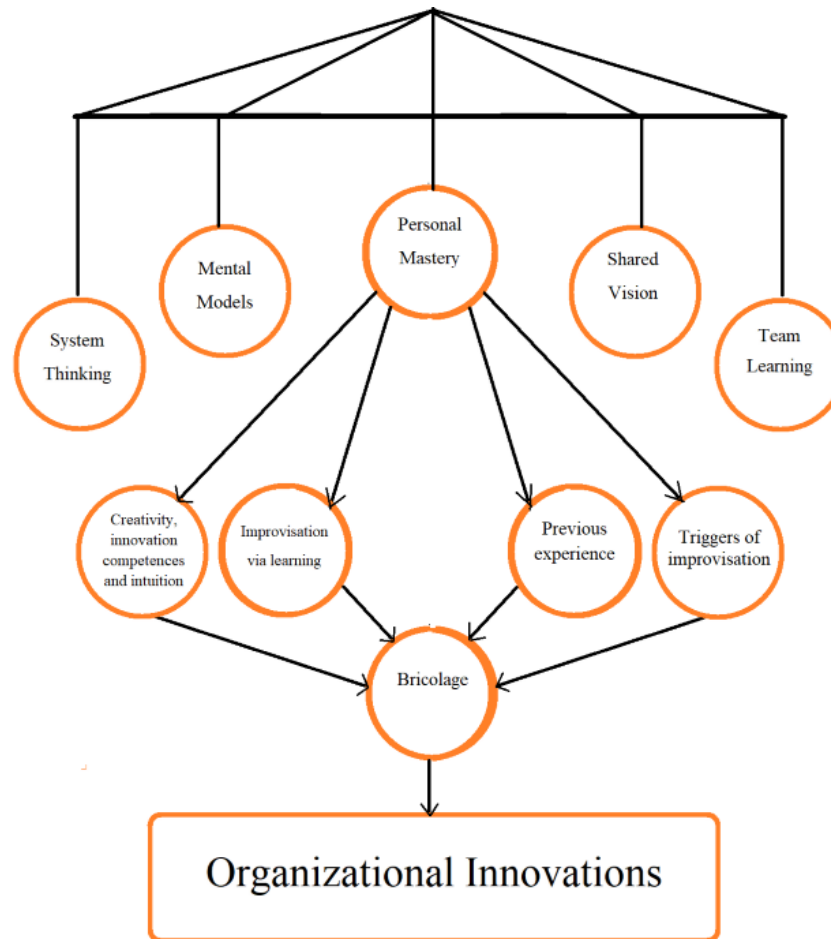 Personal
Mastery
Mental
Models
Shared
Vision
System
Thinking
Team
Learning
Creativity,
innovation
competences
and intuition
Improvisation
via learning
Previous
experience
Triggers of
improvisation
Bricolage
Organizational Innovations